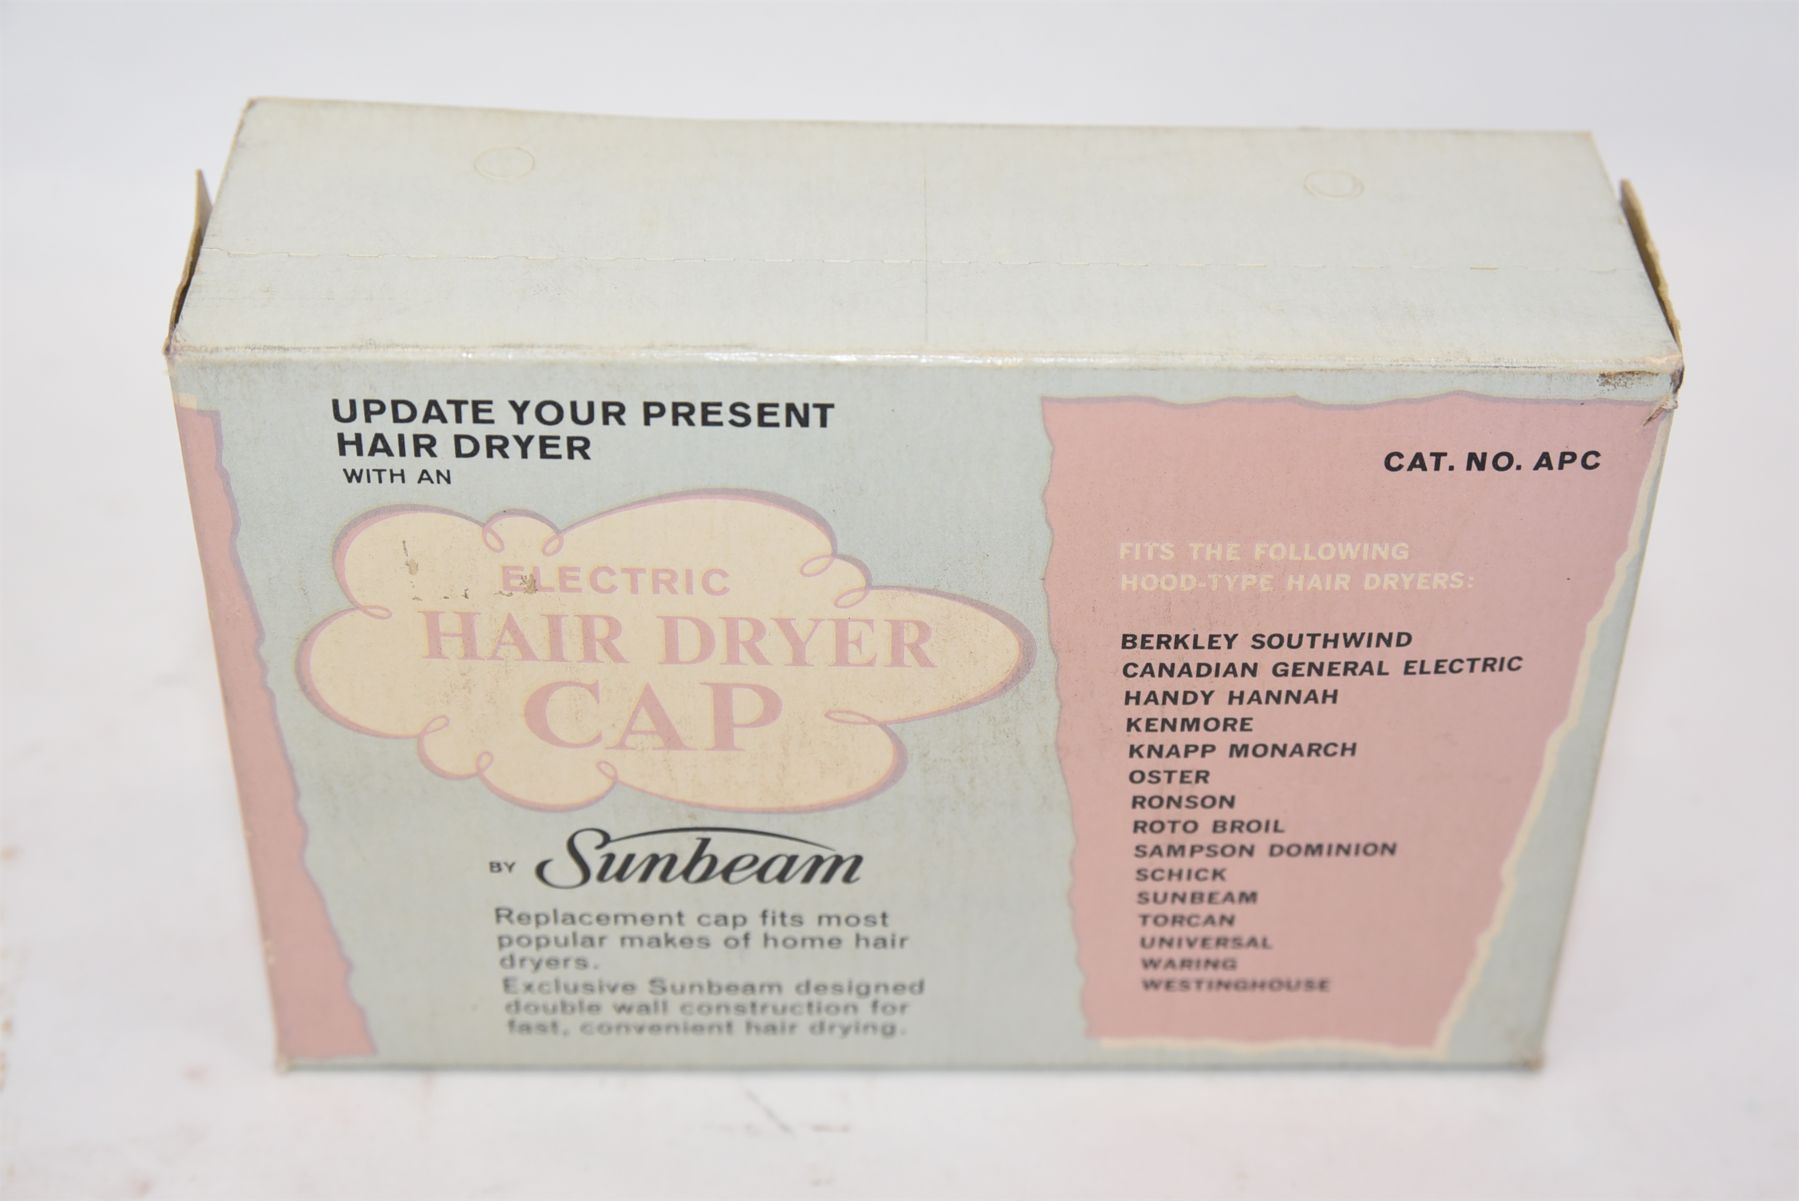 UPDATE YOUR PRESENT
HAIR DRYER
WITH AN
ELECTRIC
HAIR DRYER
CAP
BY Sunbeam
Replacement cap fits most
popular makes of home hair
dryers.
Exclusive Sunbeam designed
double wall construction for
fast, convenient hair drying.
CAT. NO. APC
FITS THE FOLLOWING
HOOD-TYPE HAIR DRYERS:
BERKLEY SOUTHWIND
CANADIAN GENERAL ELECTRIC
HANDY HANNAH
KENMORE
KNAPP MONARCH
OSTER
RONSON
ROTO BROIL
SAMPSON DOMINION
SCHICK
SUNBEAM
TORCAN
UNIVERSAL
WARING
WESTINGHOUSE